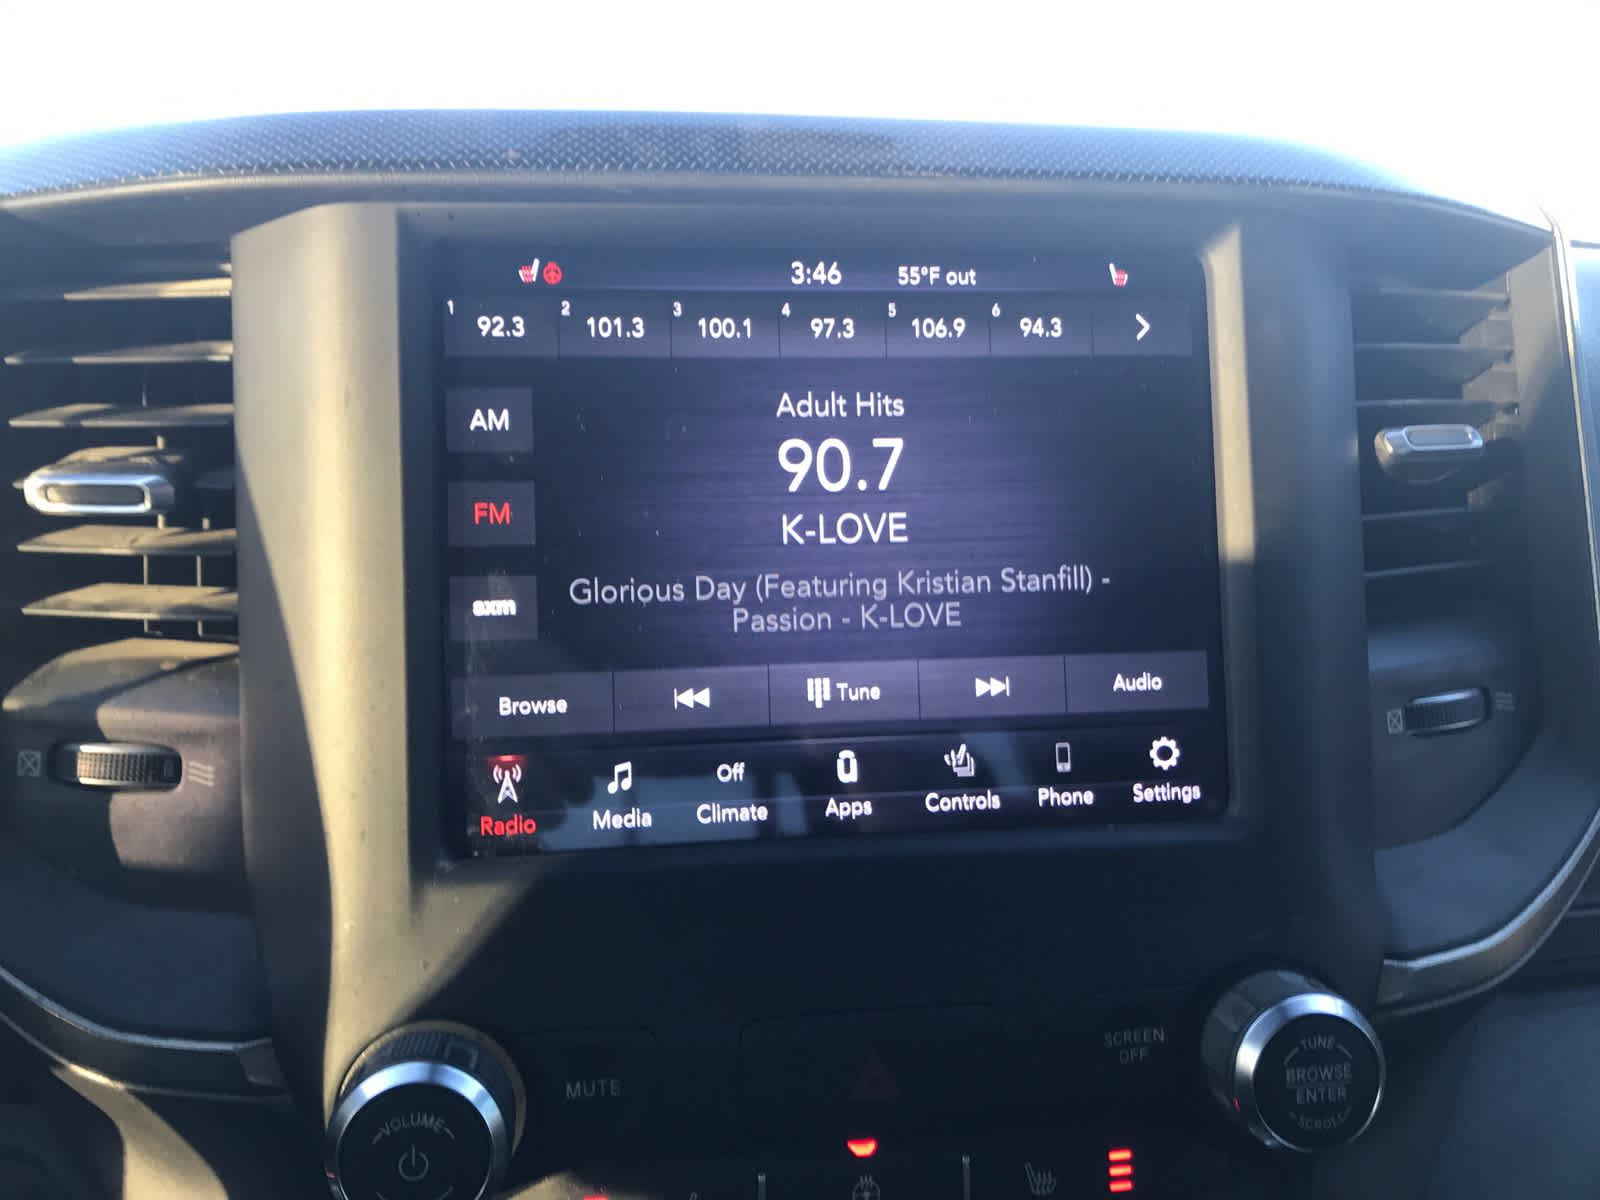 3:46 55°F out
1 92.3 2 101.3 3 100.1 4 97.3 5 106.9 6 94.3
AM
Adult Hits
90.7
FM
K-LOVE
Glorious Day (Featuring Kristian Stanfill) -
Passion - K-LOVE
sxm
Browse Tune Audio
Radio Media Off Climate Apps Controls Phone Settings
MUTE
SCREEN
OFF
VOLUME
TUNE
BROWSE
ENTER
SCROLL